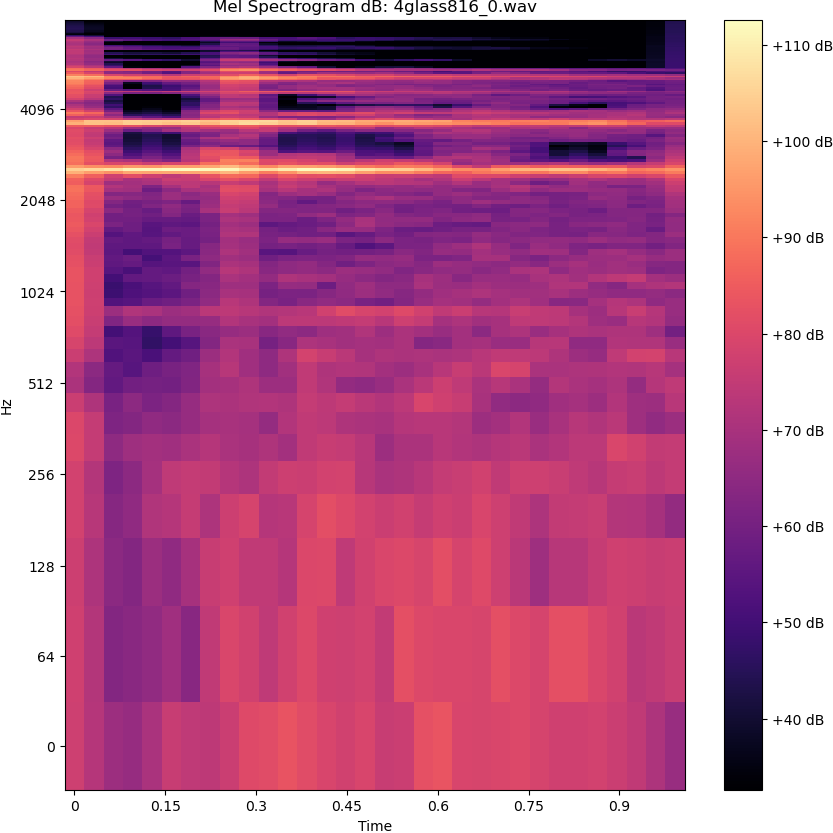 Mel Spectrogram dB: 4glass816_0.wav
+110 dB
4096
+100 dB
2048
+90 dB
1024
+80 dB
512
Hz
+70 dB
256
+60 dB
128
+50 dB
64
+40 dB
0
0 0.15 0.3 0.45 0.6 0.75 0.9
Time